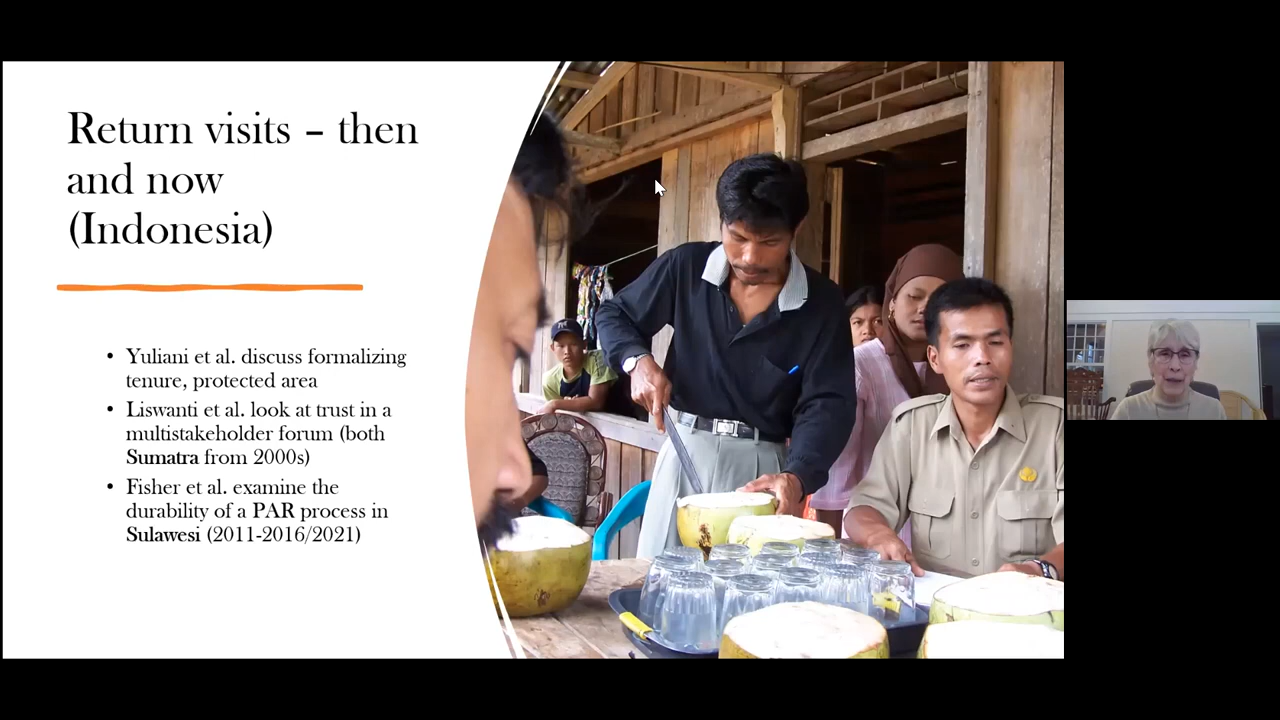 Return visits – then
and now
(Indonesia)
• Yuliani et al. discuss formalizing
tenure, protected area
• Liswanti et al. look at trust in a
multistakeholder forum (both
Sumatra from 2000s)
• Fisher et al. examine the
durability of a PAR process in
Sulawesi (2011-2016/2021)